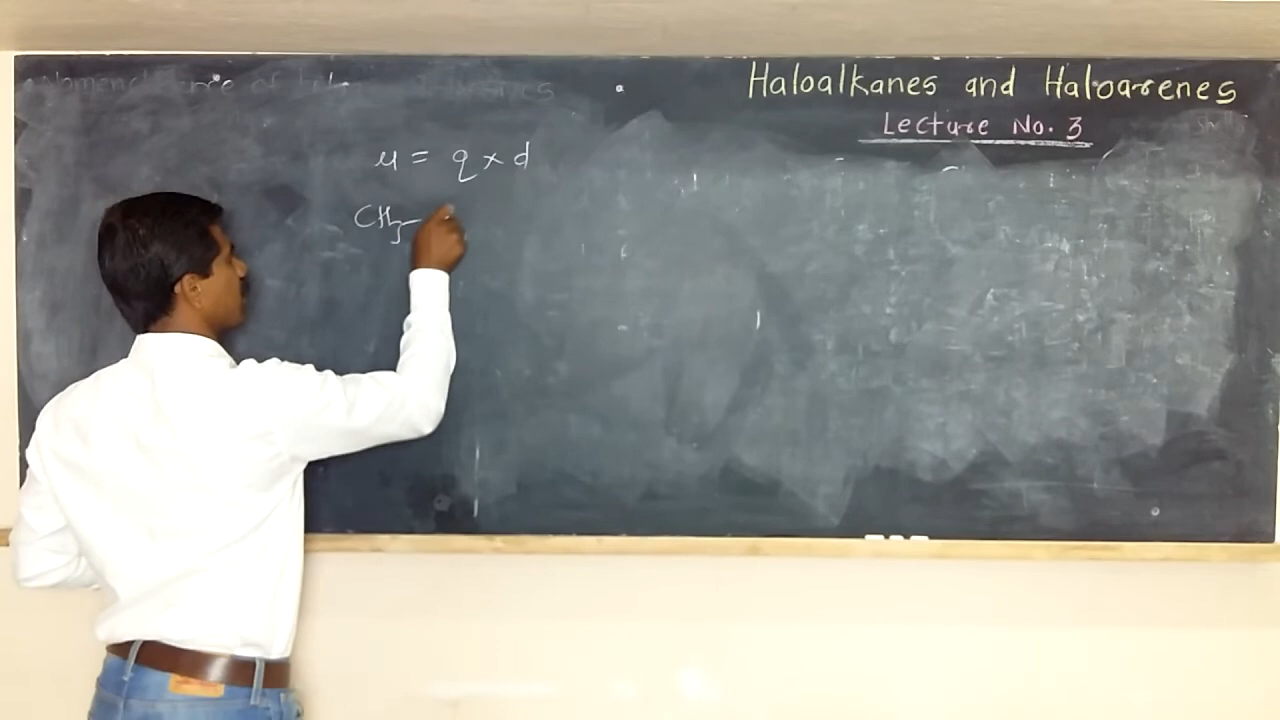 Haloalkanes and Haloarenes
Lecture No. 3
μ = q × d
CH₃–